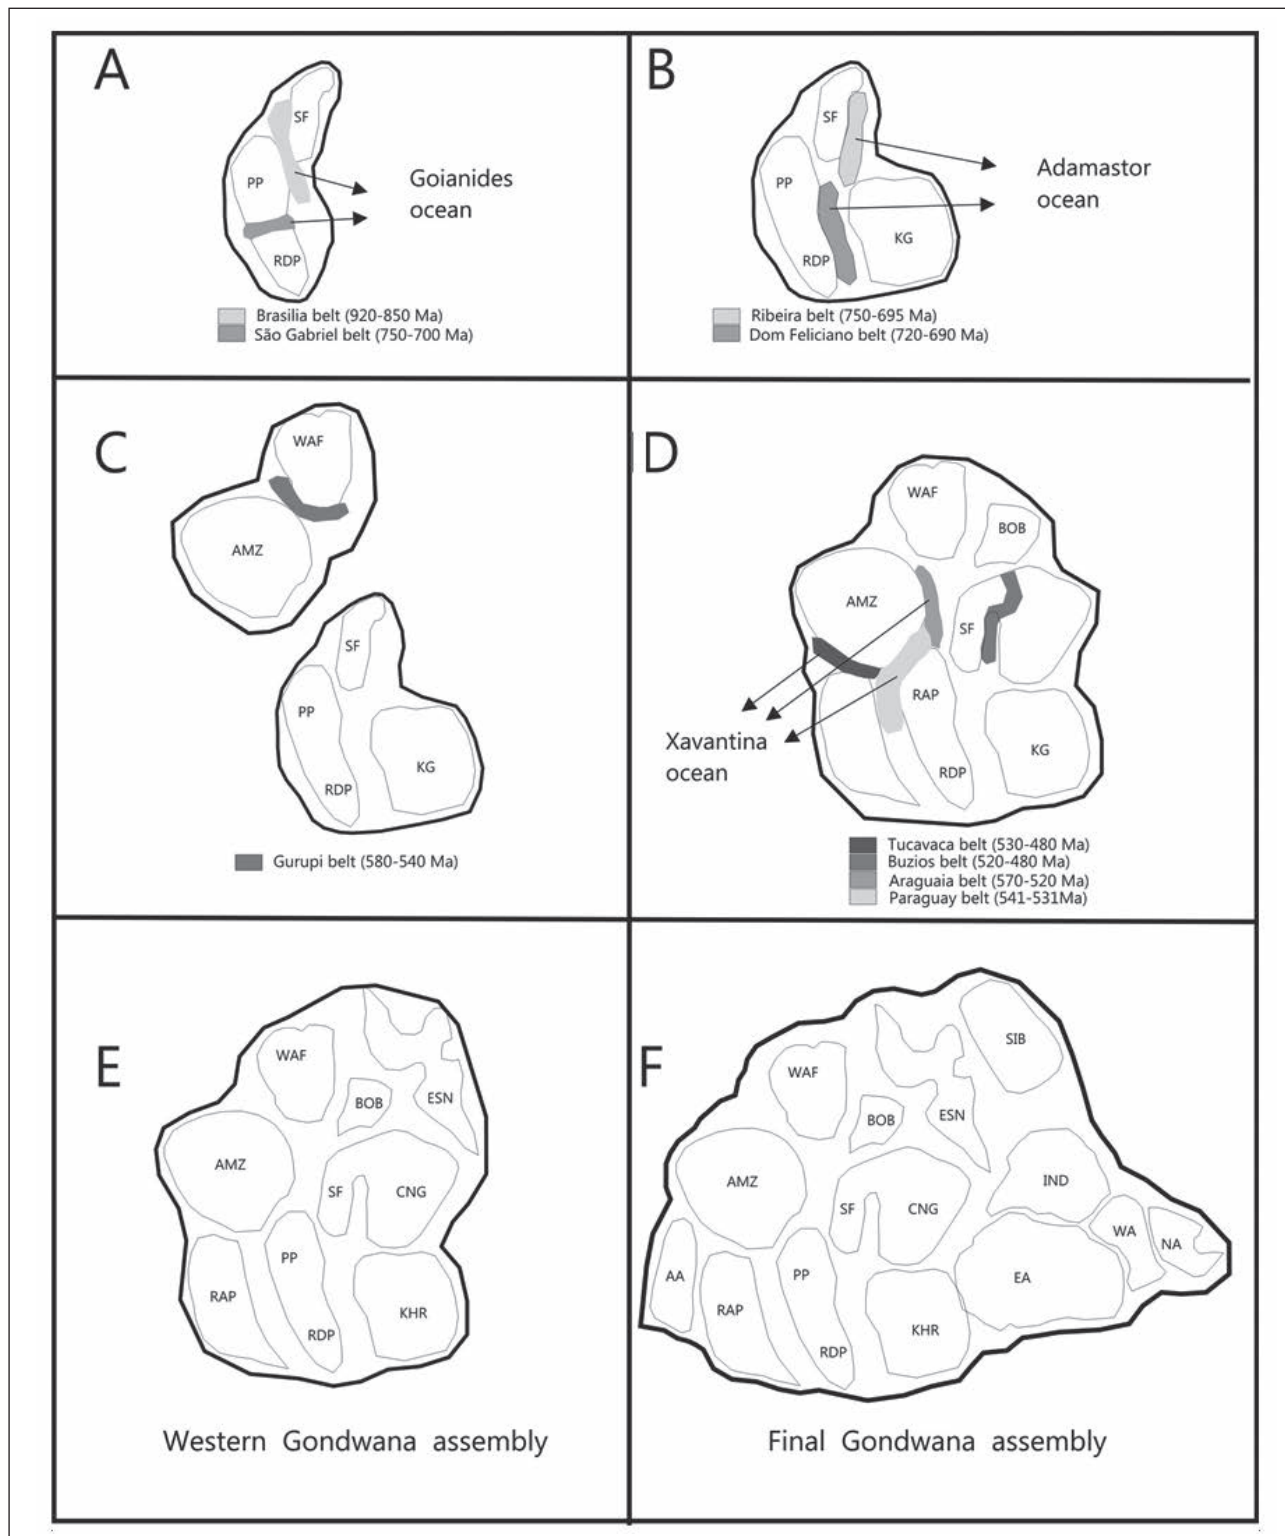 A
SF
PP
RDP
Goianides
ocean
Brasilia belt (920-850 Ma)
São Gabriel belt (750-700 Ma)
B
SF
PP
KG
RDP
Adamastor
ocean
Ribeira belt (750-695 Ma)
Dom Feliciano belt (720-690 Ma)
C
WAF
AMZ
SF
PP
KG
RDP
Gurupi belt (580-540 Ma)
D
WAF
BOB
AMZ
SF
RAP
KG
RDP
Xavantina
ocean
Tucavaca belt (530-480 Ma)
Buzios belt (520-480 Ma)
Araguaia belt (570-520 Ma)
Paraguay belt (541-531Ma)
E
WAF
BOB
ESN
AMZ
SF
CNG
PP
RAP
KHR
RDP
Western Gondwana assembly
F
SIB
WAF
BOB
ESN
AMZ
IND
SF
CNG
WA
NA
AA
PP
EA
RAP
KHR
RDP
Final Gondwana assembly